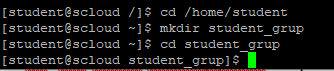 [student@scloud /]$ cd /home/student
[student@scloud ~]$ mkdir student_grup
[student@scloud ~]$ cd student_grup
[student@scloud student_grup]$